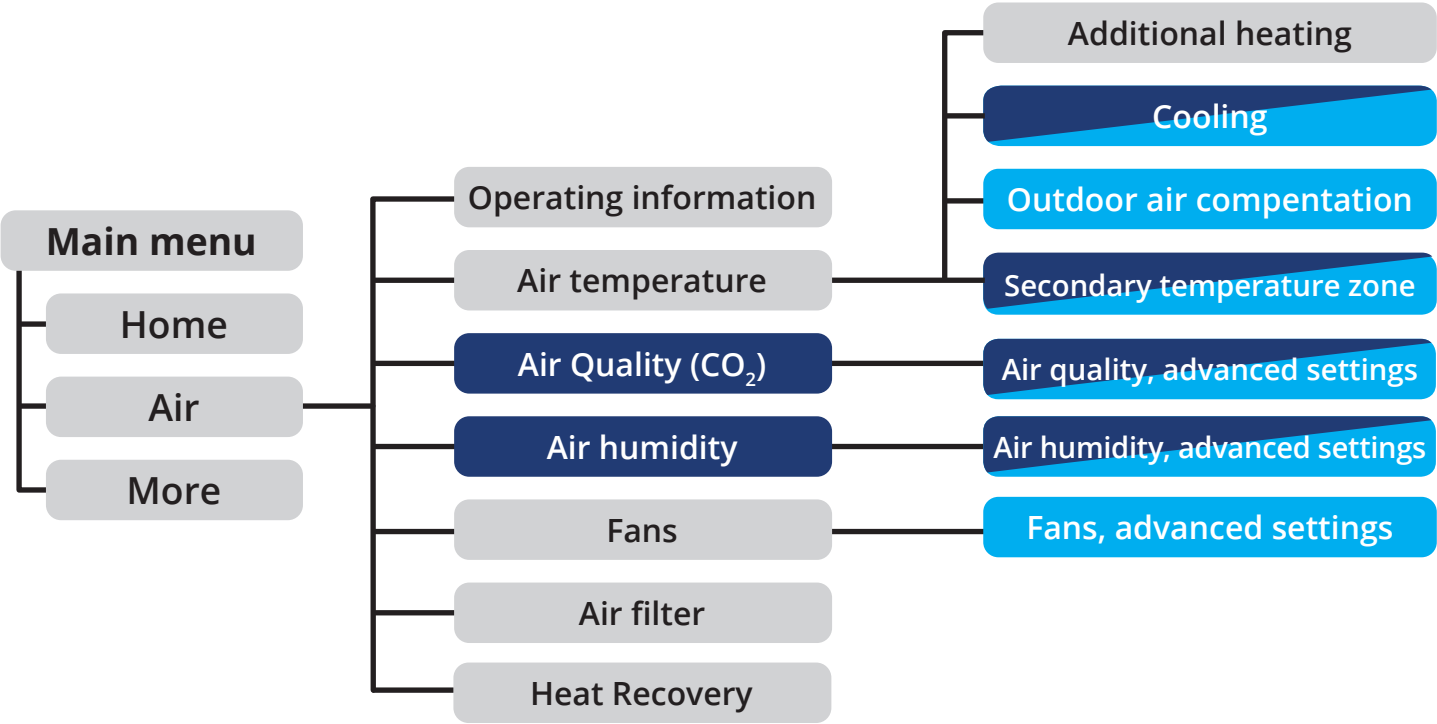 Main menu
Home
Air
More
Operating information
Air temperature
Air Quality (CO₂)
Air humidity
Fans
Air filter
Heat Recovery
Additional heating
Cooling
Outdoor air compentation
Secondary temperature zone
Air quality, advanced settings
Air humidity, advanced settings
Fans, advanced settings